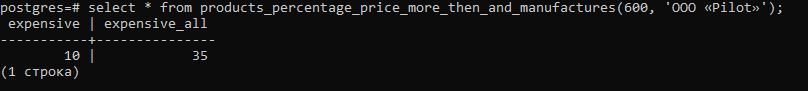 postgres=# select * from products_percentage_price_more_then_and_manufactures(600, 'ООО «Pilot»');
 expensive | expensive_all
-----------+---------------
        10 |            35
(1 строка)